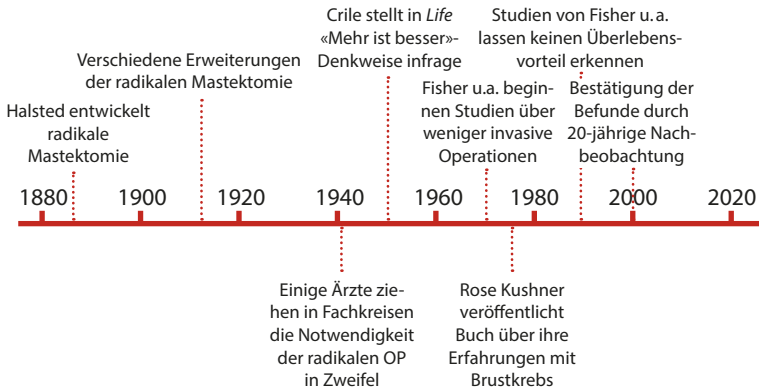 Halsted entwickelt
radikale
Mastektomie
Verschiedene Erweiterungen
der radikalen Mastektomie
Crile stellt in Life
«Mehr ist besser»-
Denkweise infrage
Fisher u.a. begin-
nen Studien über
weniger invasive
Operationen
Studien von Fisher u. a.
lassen keinen Überlebens-
vorteil erkennen
Bestätigung der
Befunde durch
20-jährige Nach-
beobachtung
1880 1900 1920 1940 1960 1980 2000 2020
Einige Ärzte zie-
hen in Fachkreisen
die Notwendigkeit
der radikalen OP
in Zweifel
Rose Kushner
veröffentlicht
Buch über ihre
Erfahrungen mit
Brustkrebs